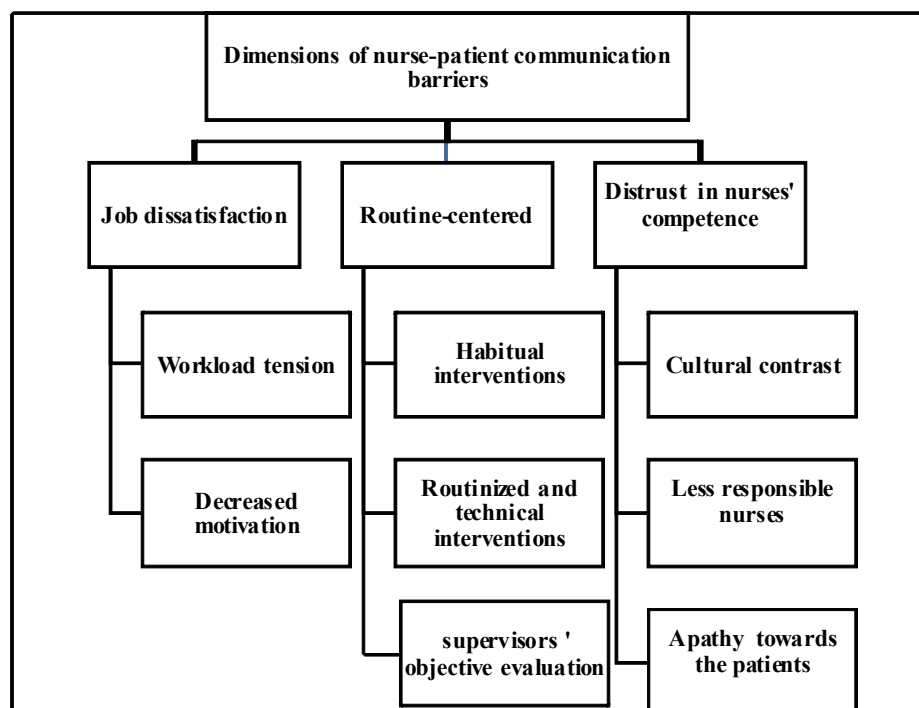 Dimensions of nurse-patient communication
barriers
Job dissatisfaction
Routine-centered
Distrust in nurses'
competence
Workload tension
Habitual
interventions
Cultural contrast
Decreased
motivation
Routinized and
technical
interventions
Less responsible
nurses
supervisors '
objective evaluation
Apathy towards
the patients